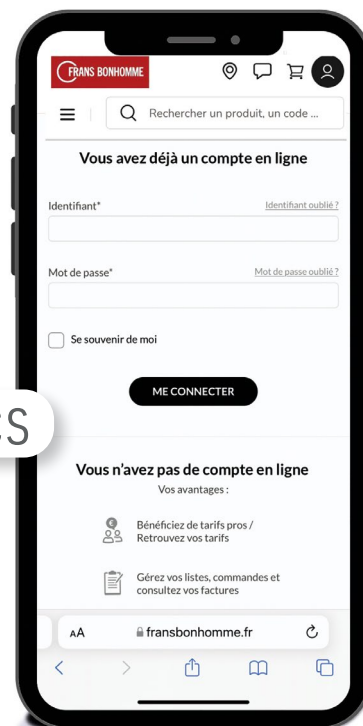 FRANS BONHOMME
Rechercher un produit, un code ...
Vous avez déjà un compte en ligne
Identifiant*
Identifiant oublié ?
Mot de passe*
Mot de passe oublié ?
Se souvenir de moi
ME CONNECTER
Vous n’avez pas de compte en ligne
Vos avantages :
Bénéficiez de tarifs pros /
Retrouvez vos tarifs
Gérez vos listes, commandes et
consultez vos factures
AA
fransbonhomme.fr